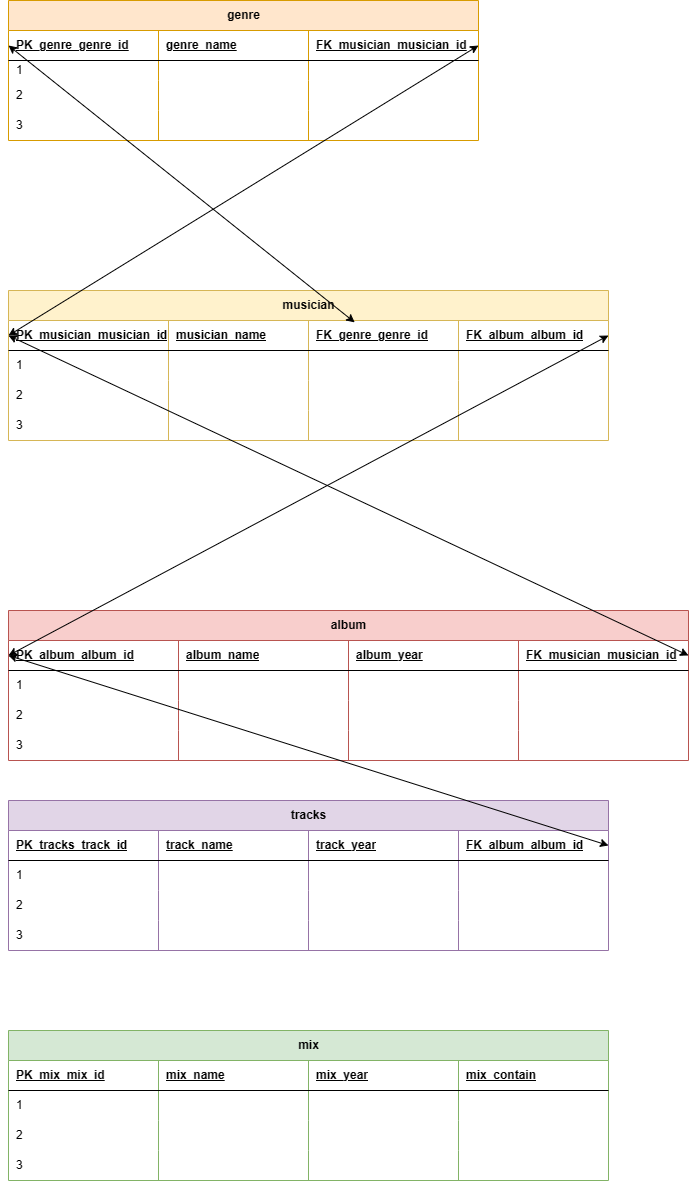 genre
PK_genre_genre_id genre_name FK_musician_musician_id
1
2
3
musician
PK_musician_musician_id musician_name FK_genre_genre_id FK_album_album_id
1
2
3
album
PK_album_album_id album_name album_year FK_musician_musician_id
1
2
3
tracks
PK_tracks_track_id track_name track_year FK_album_album_id
1
2
3
mix
PK_mix_mix_id mix_name mix_year mix_contain
1
2
3